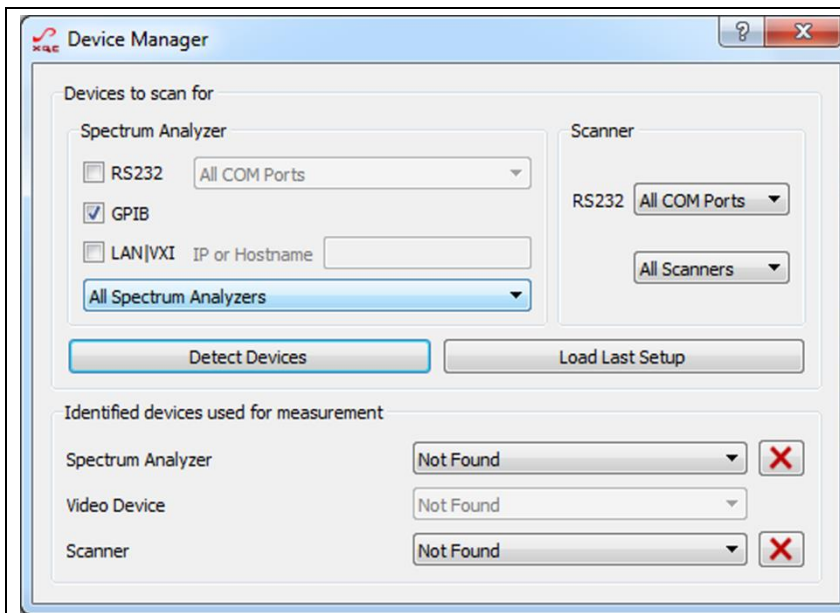 XQC Device Manager
Devices to scan for
Spectrum Analyzer
RS232 All COM Ports
GPIB
LAN|VXI IP or Hostname
All Spectrum Analyzers
Scanner
RS232 All COM Ports
All Scanners
Detect Devices Load Last Setup
Identified devices used for measurement
Spectrum Analyzer Not Found
Video Device Not Found
Scanner Not Found